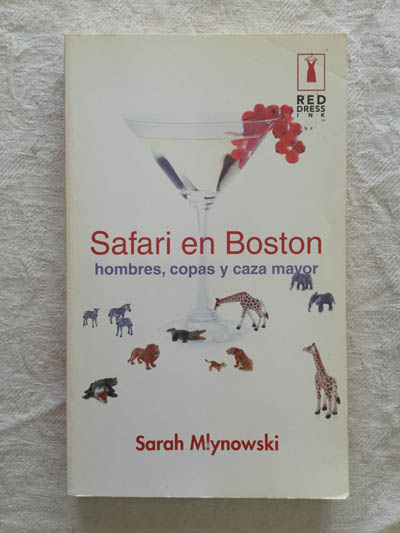 RED
DRESS
INK
Safari en Boston
hombres, copas y caza mayor
Sarah Mlynowski